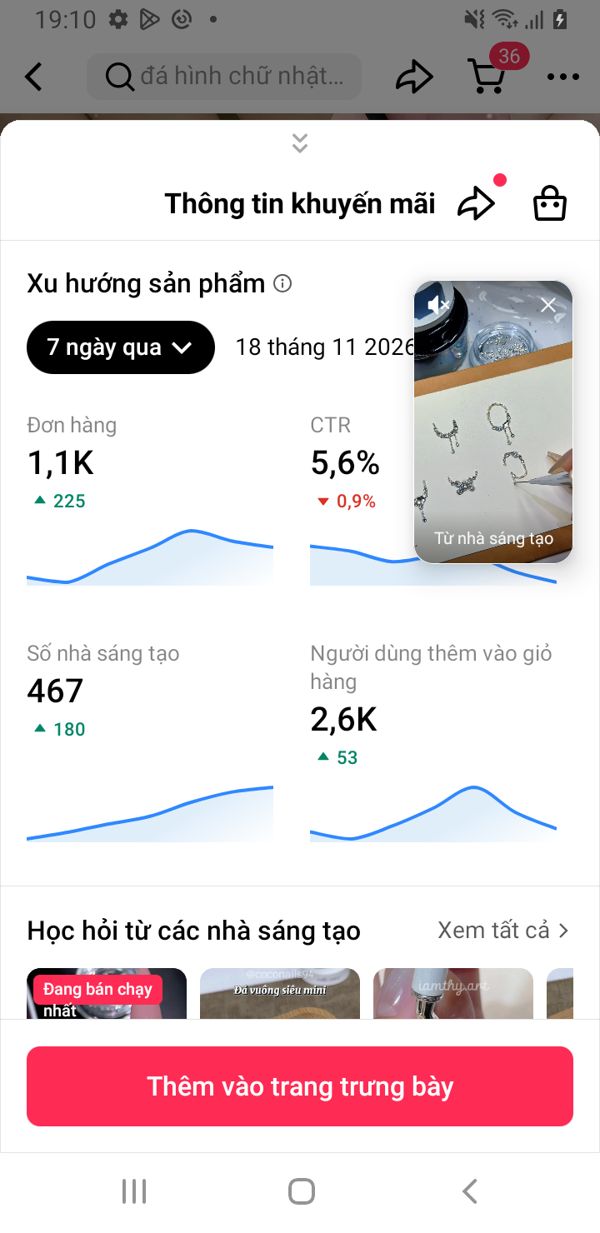 19:10
36
đá hình chữ nhật...
Thông tin khuyến mãi
Xu hướng sản phẩm
7 ngày qua
18 tháng 11 2026
Đơn hàng
1,1K
225
CTR
5,6%
0,9%
Từ nhà sáng tạo
Số nhà sáng tạo
467
180
Người dùng thêm vào giỏ
hàng
2,6K
53
Học hỏi từ các nhà sáng tạo
Xem tất cả
Đang bán chạy
nhất
@coconails94
Đá vuông siêu mini
iamthy.art
Thêm vào trang trưng bày